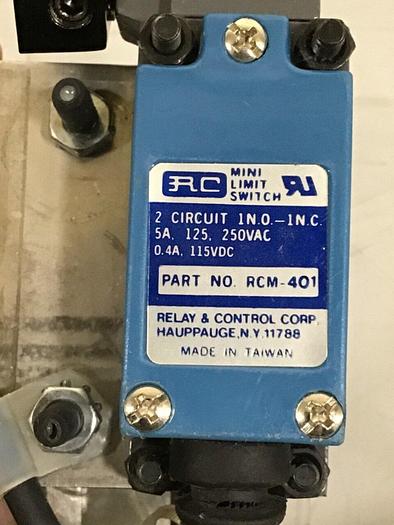 RC
MINI
LIMIT
SWITCH
RU
2 CIRCUIT 1N.O.—1N.C.
5A, 125, 250VAC
0.4A, 115VDC
PART NO. RCM-401
RELAY & CONTROL CORP.
HAUPPAUGE, N.Y. 11788
MADE IN TAIWAN